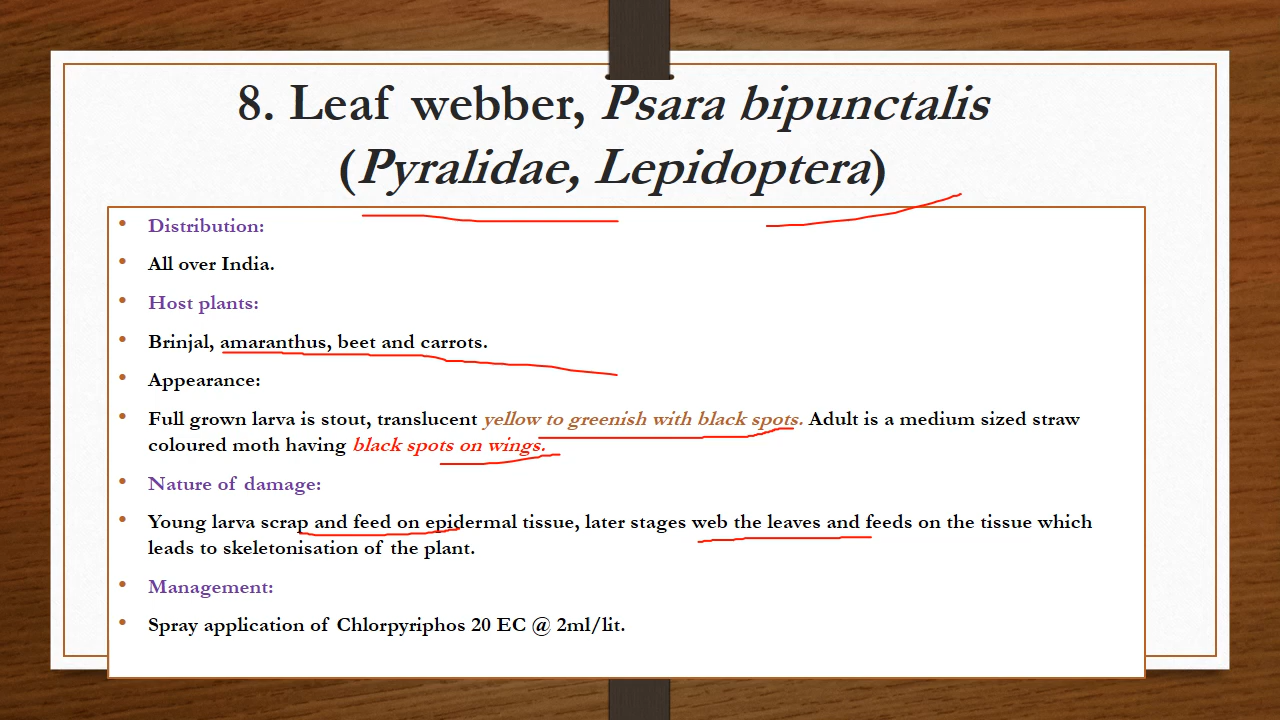 8. Leaf webber, Psara bipunctalis
(Pyralidae, Lepidoptera)
• Distribution:
• All over India.
• Host plants:
• Brinjal, amaranthus, beet and carrots.
• Appearance:
• Full grown larva is stout, translucent yellow to greenish with black spots. Adult is a medium sized straw
coloured moth having black spots on wings.
• Nature of damage:
• Young larva scrap and feed on epidermal tissue, later stages web the leaves and feeds on the tissue which
leads to skeletonisation of the plant.
• Management:
• Spray application of Chlorpyriphos 20 EC @ 2ml/lit.